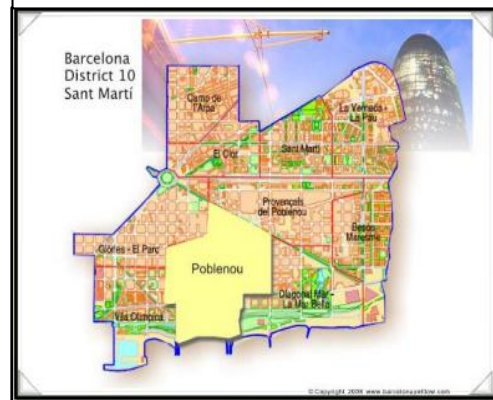 Barcelona
District 10
Sant Martí
Camp de
l'Arpa
La Verneda -
La Pau
El Clot
Sant Martí
Provençals
del Poblenou
Besòs
Maresme
Glòries - El Parc
Poblenou
Diagonal Mar -
La Mar Bella
Vila Olímpica
© Copyright 2008 www.barcelonayellow.com